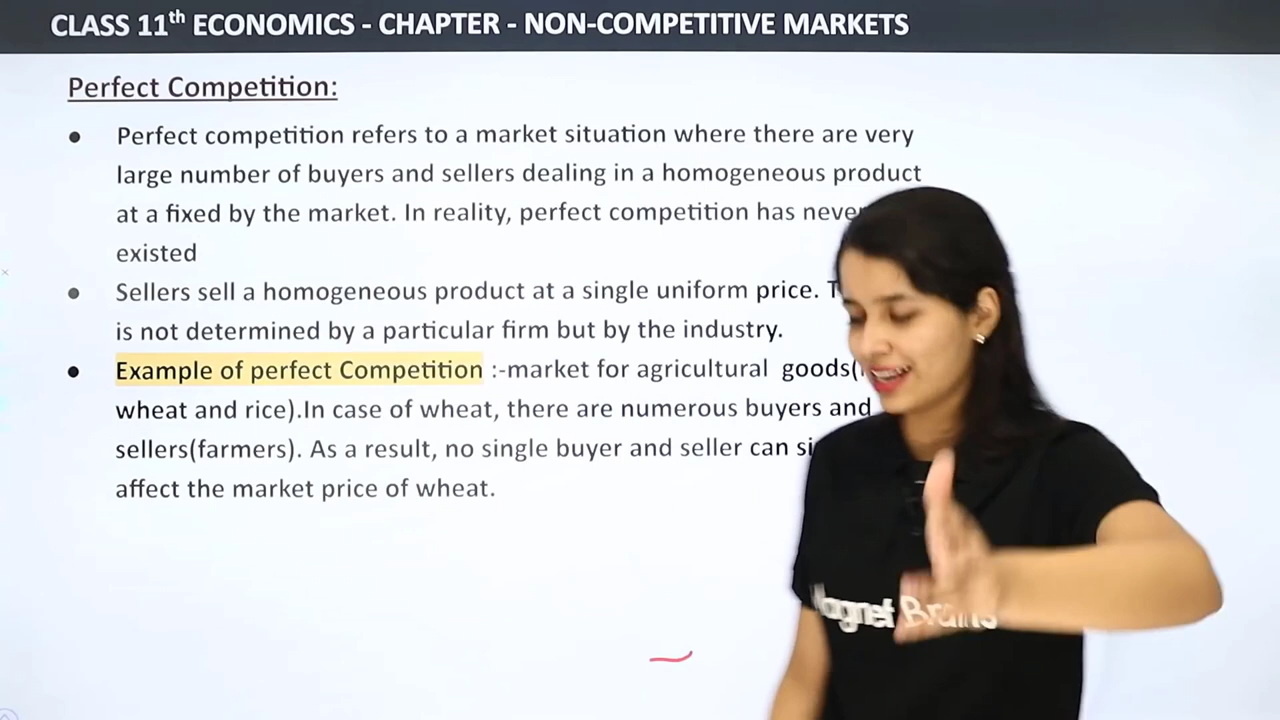 CLASS 11th ECONOMICS - CHAPTER - NON-COMPETITIVE MARKETS
Perfect Competition:
● Perfect competition refers to a market situation where there are very
large number of buyers and sellers dealing in a homogeneous product
at a fixed by the market. In reality, perfect competition has never
existed
● Sellers sell a homogeneous product at a single uniform price.
is not determined by a particular firm but by the industry.
● Example of perfect Competition :-market for agricultural goods(
wheat and rice).In case of wheat, there are numerous buyers and
sellers(farmers). As a result, no single buyer and seller can
affect the market price of wheat.
Magnet Brains